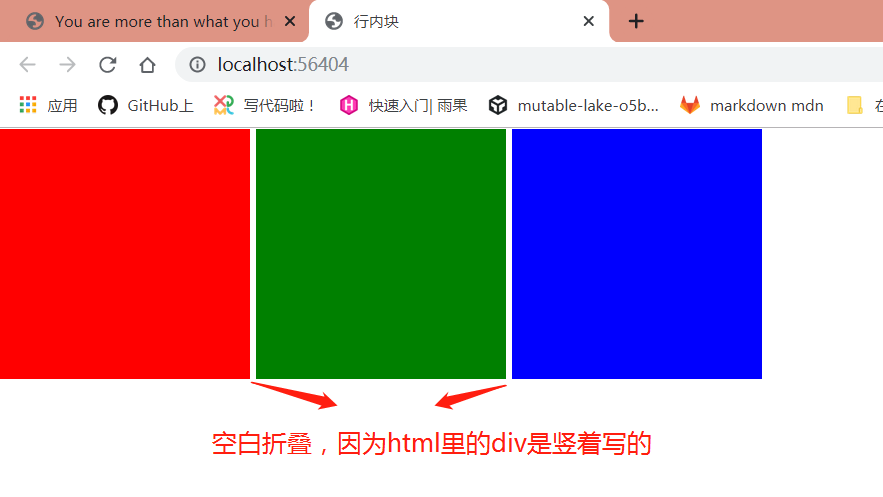 You are more than what you h
行内块
localhost:56404
应用 GitHub上 写代码啦！ 快速入门| 雨果 mutable-lake-o5b... markdown mdn 在
空白折叠，因为html里的div是竖着写的